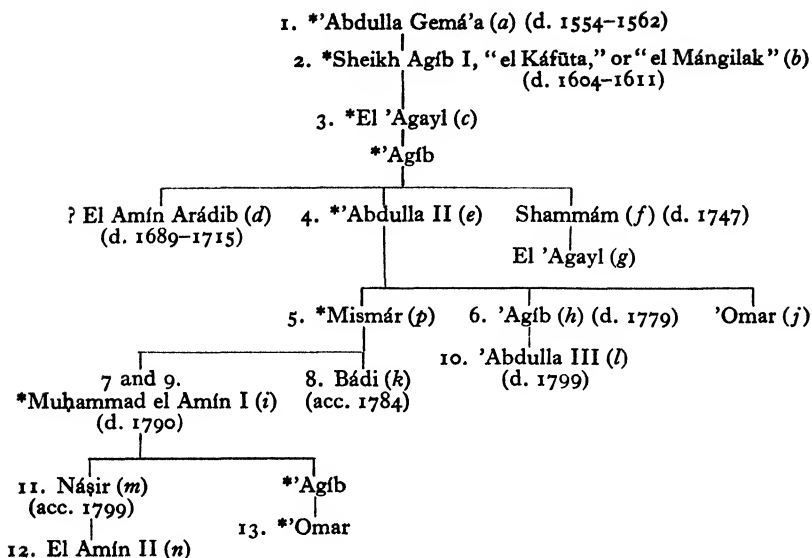 1. *'Abdulla Gemá'a (a) (d. 1554–1562)
2. *Sheikh Agíb I, "el Káfūta," or "el Mángilak" (b)
(d. 1604–1611)
3. *El 'Agayl (c)
*'Agíb
? El Amín Arádib (d) 4. *'Abdulla II (e) Shammám (f) (d. 1747)
(d. 1689–1715)
El 'Agayl (g)
5. *Mismár (p) 6. 'Agíb (h) (d. 1779) 'Omar (j)
10. 'Abdulla III (l)
(d. 1799)
7 and 9. 8. Bádi (k)
*Muḥammad el Amín I (i) (acc. 1784)
(d. 1790)
11. Náṣir (m) *'Agíb
(acc. 1799)
13. *'Omar
12. El Amín II (n)